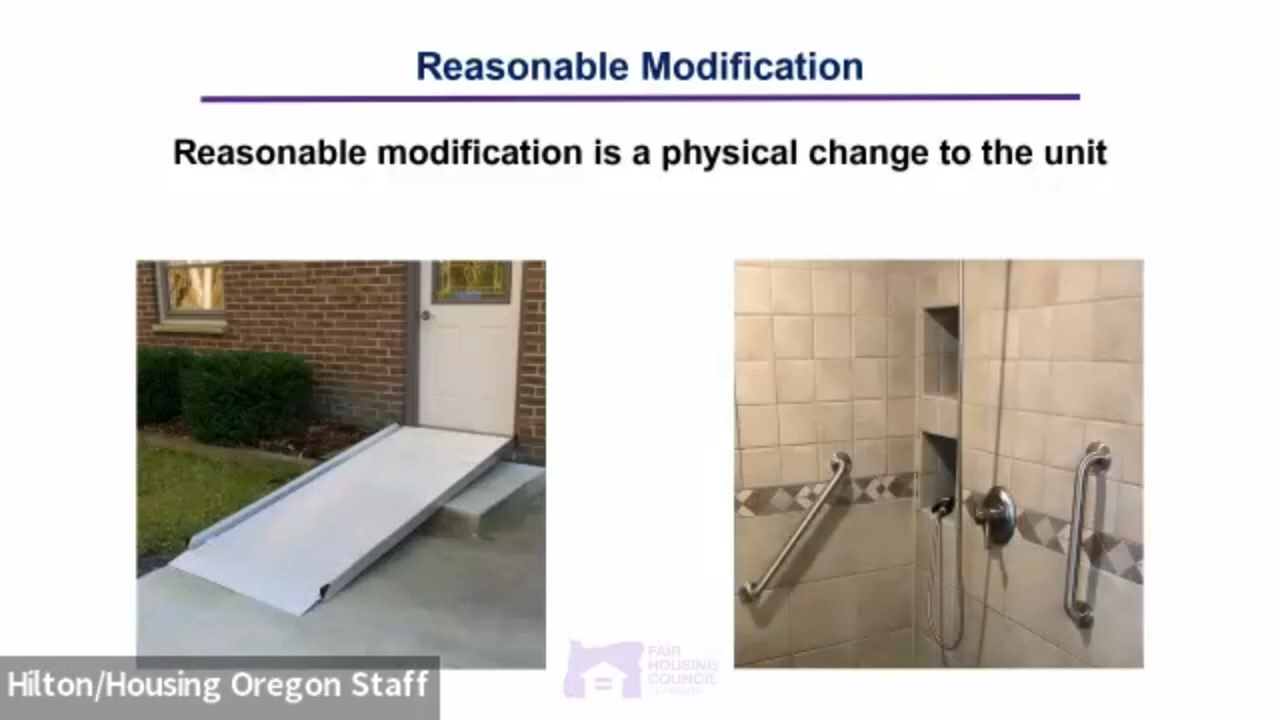 Reasonable Modification
Reasonable modification is a physical change to the unit
FAIR
HOUSING
COUNCIL
Hilton/Housing Oregon Staff